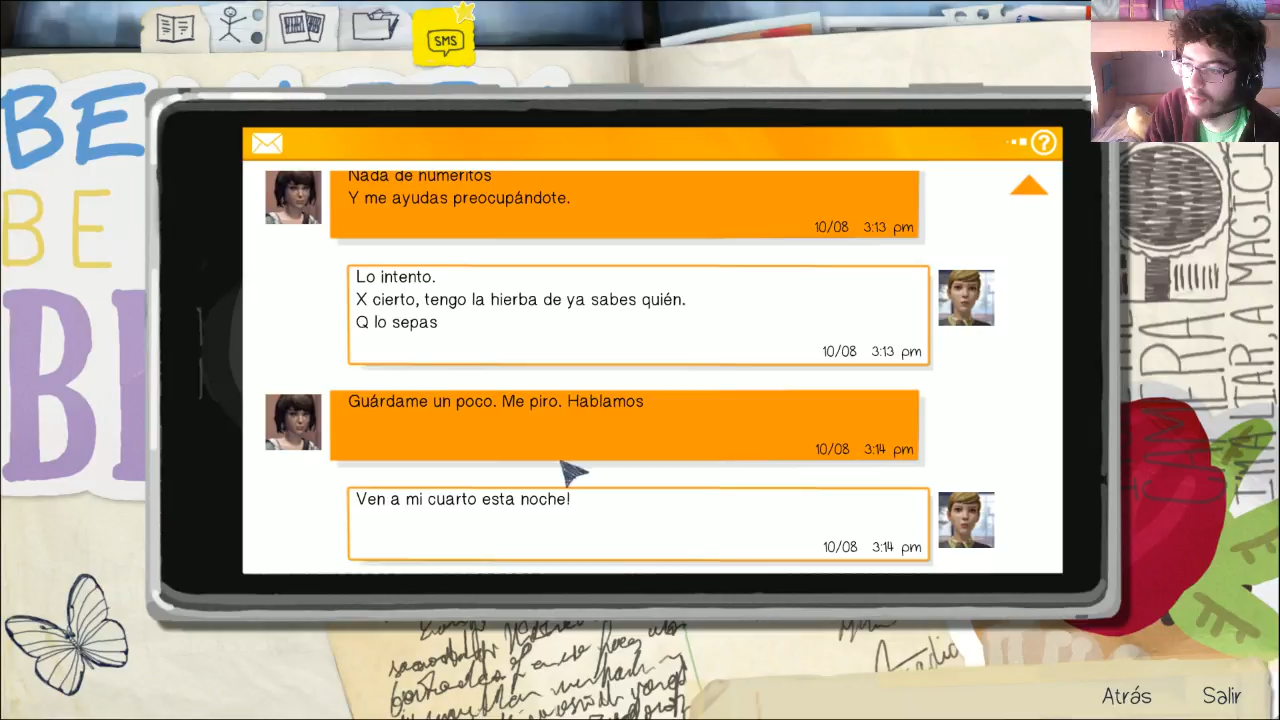 SMS
BE
BE
Nada de numeritos
Y me ayudas preocupándote.
10/08 3:13 pm
Lo intento.
X cierto, tengo la hierba de ya sabes quién.
Q lo sepas
10/08 3:13 pm
Guárdame un poco. Me piro. Hablamos
10/08 3:14 pm
Ven a mi cuarto esta noche!
10/08 3:14 pm
?
CAMERA
Atrás
Salir